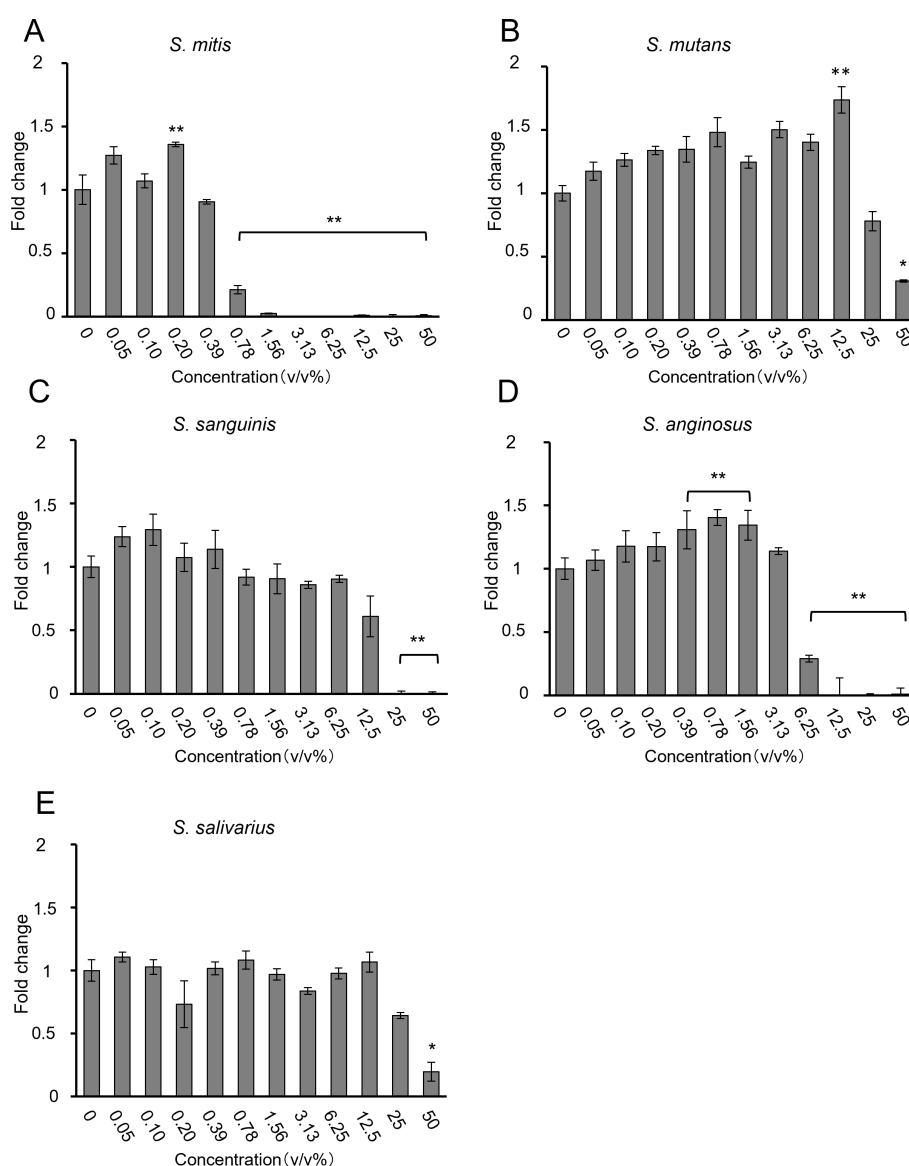 A
S. mitis
2
1.5
1
0.5
0
Fold change
**
**
0 0.05 0.10 0.20 0.39 0.78 1.56 3.13 6.25 12.5 25 50
Concentration（v/v%）
B
S. mutans
2
1.5
1
0.5
0
Fold change
**
*
0 0.05 0.10 0.20 0.39 0.78 1.56 3.13 6.25 12.5 25 50
Concentration（v/v%）
C
S. sanguinis
2
1.5
1
0.5
0
Fold change
**
0 0.05 0.10 0.20 0.39 0.78 1.56 3.13 6.25 12.5 25 50
Concentration（v/v%）
D
S. anginosus
2
1.5
1
0.5
0
Fold change
**
**
0 0.05 0.10 0.20 0.39 0.78 1.56 3.13 6.25 12.5 25 50
Concentration（v/v%）
E
S. salivarius
2
1.5
1
0.5
0
Fold change
*
0 0.05 0.10 0.20 0.39 0.78 1.56 3.13 6.25 12.5 25 50
Concentration（v/v%）